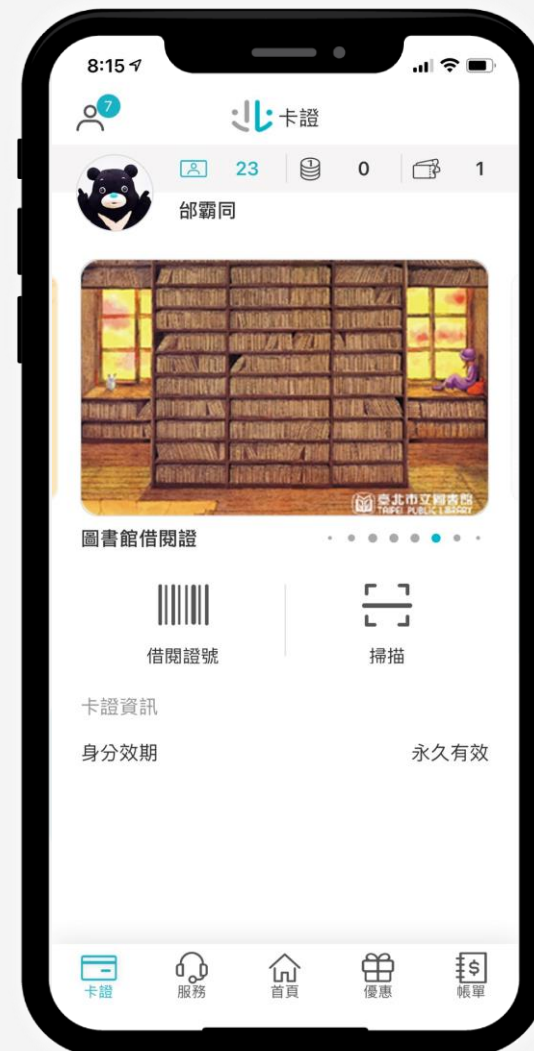 8:15
7
北 卡證
23 0 1
邰霸同
臺北市立圖書館
TAIPEI PUBLIC LIBRARY
圖書館借閱證
借閱證號
掃描
卡證資訊
身分效期
永久有效
卡證
服務
首頁
優惠
帳單